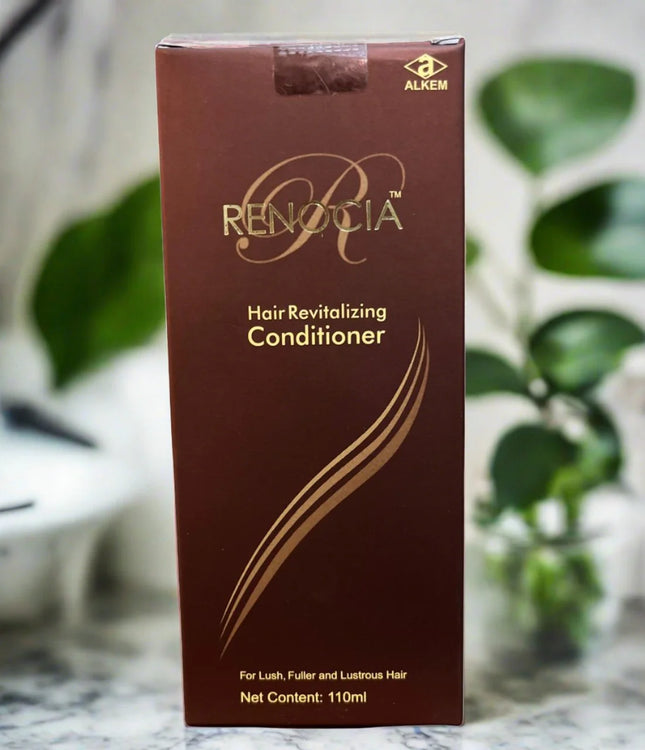 a
ALKEM
R
RENOCIA™
Hair Revitalizing
Conditioner
For Lush, Fuller and Lustrous Hair
Net Content: 110ml